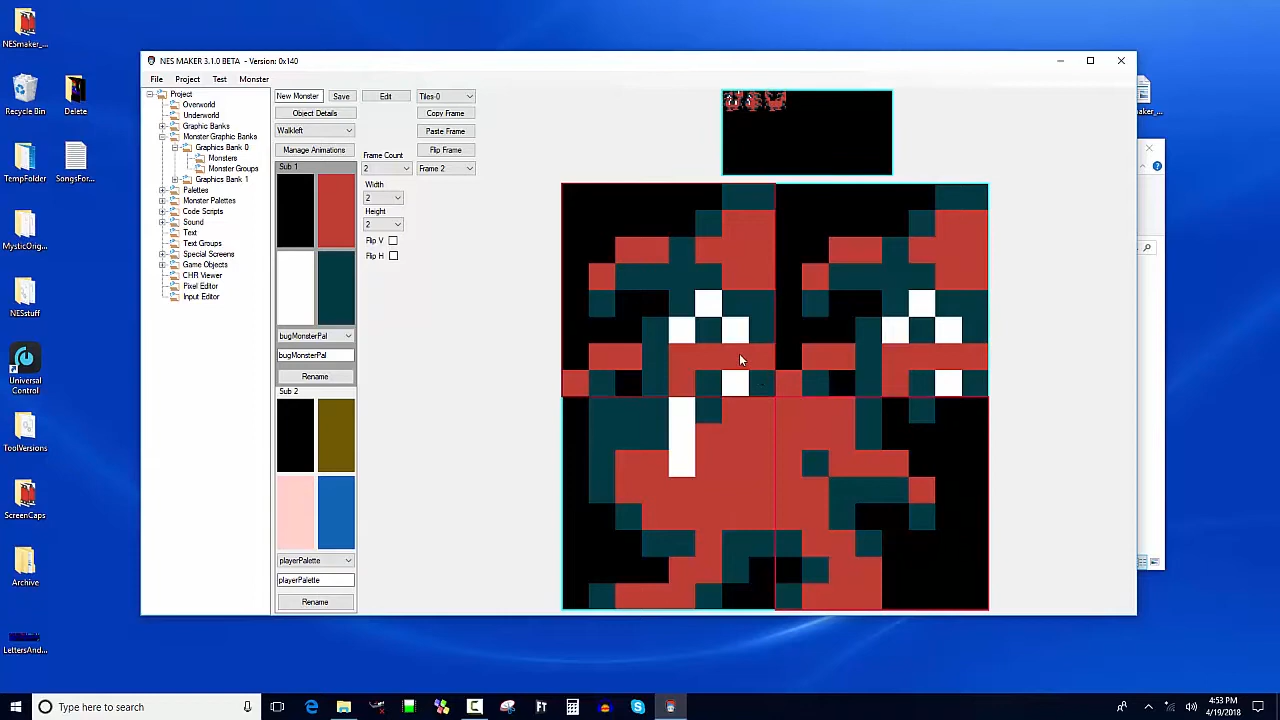 NES MAKER 3.1.0 BETA - Version: 0x140
File Project Test Monster
NESmaker_...
Recycle Bin
Delete
TempFolder
SongsFor...
MysticOrig...
NESstuff
Universal
Control
ToolVersions
ScreenCaps
Archive
LettersAnd...
Project
Overworld
Underworld
Graphic Banks
Monster Graphic Banks
Graphics Bank 0
Monsters
Monster Groups
Graphics Bank 1
Palettes
Monster Palettes
Code Scripts
Sound
Text
Text Groups
Special Screens
Game Objects
CHR Viewer
Pixel Editor
Input Editor
New Monster Save Edit Tiles-0
Object Details Copy Frame
Walkleft Paste Frame
Manage Animations Flip Frame
Frame Count
2 Frame 2
Sub 1
Width
2
Height
2
Flip V
Flip H
bugMonsterPal
bugMonsterPal
Rename
Sub 2
playerPalette
playerPalette
Rename
maker_...
Type here to search
4:53 PM
4/19/2018